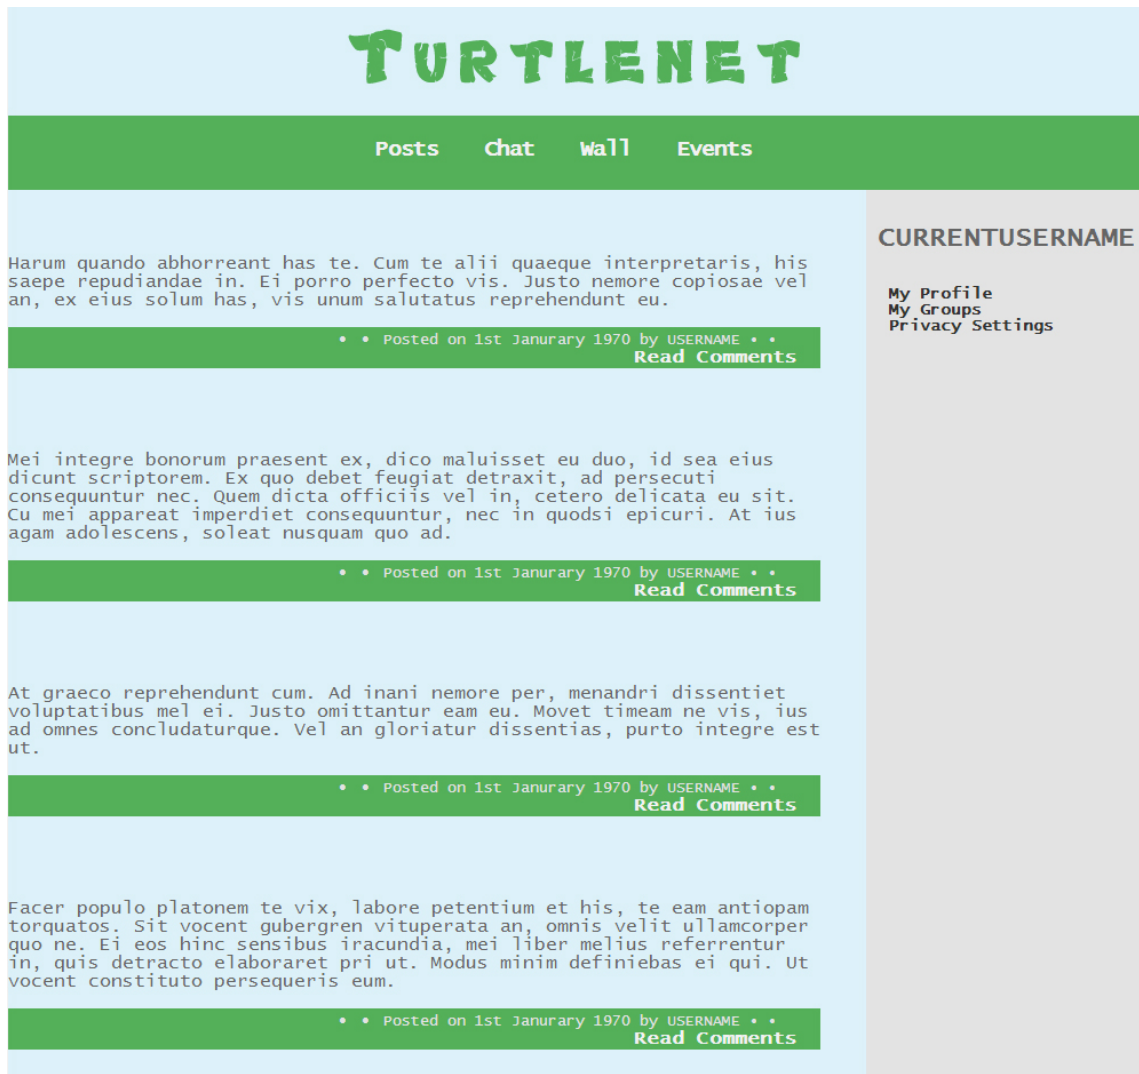 TURTLENET
Posts Chat Wall Events
CURRENTUSERNAME
My Profile
My Groups
Privacy Settings
Harum quando abhorreant has te. Cum te alii quaeque interpretaris, his
saepe repudiandae in. Ei porro perfecto vis. Justo nemore copiosae vel
an, ex eius solum has, vis unum salutatus reprehendunt eu.
• • Posted on 1st Janurary 1970 by USERNAME • •
Read Comments
Mei integre bonorum praesent ex, dico maluisset eu duo, id sea eius
dicunt scriptorem. Ex quo debet feugiat detraxit, ad persecuti
consequuntur nec. Quem dicta officiis vel in, cetero delicata eu sit.
Cu mei appareat imperdiet consequuntur, nec in quodsi epicuri. At ius
agam adolescens, soleat nusquam quo ad.
• • Posted on 1st Janurary 1970 by USERNAME • •
Read Comments
At graeco reprehendunt cum. Ad inani nemore per, menandri dissentiet
voluptatibus mel ei. Justo omittantur eam eu. Movet timeam ne vis, ius
ad omnes concludaturque. Vel an gloriatur dissentias, purto integre est
ut.
• • Posted on 1st Janurary 1970 by USERNAME • •
Read Comments
Facer populo platonem te vix, labore petentium et his, te eam antiopam
torquatos. Sit vocent gubergren vituperata an, omnis velit ullamcorper
quo ne. Ei eos hinc sensibus iracundia, mei liber melius referrentur
in, quis detracto elaboraret pri ut. Modus minim definiebas ei qui. Ut
vocent constituto persequeris eum.
• • Posted on 1st Janurary 1970 by USERNAME • •
Read Comments